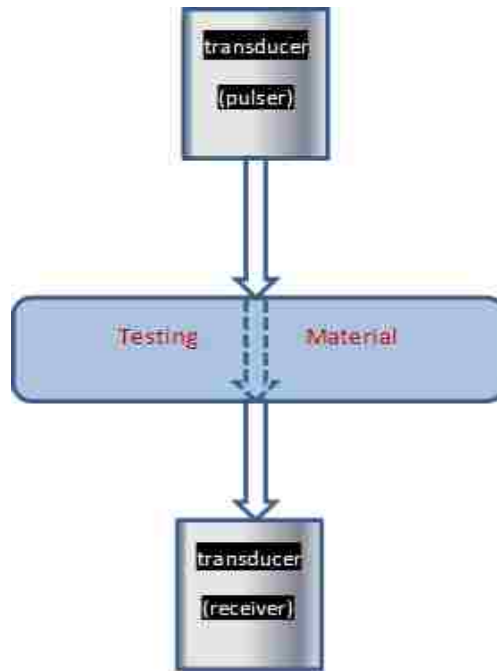 transducer
(pulser)
Testing Material
transducer
(receiver)